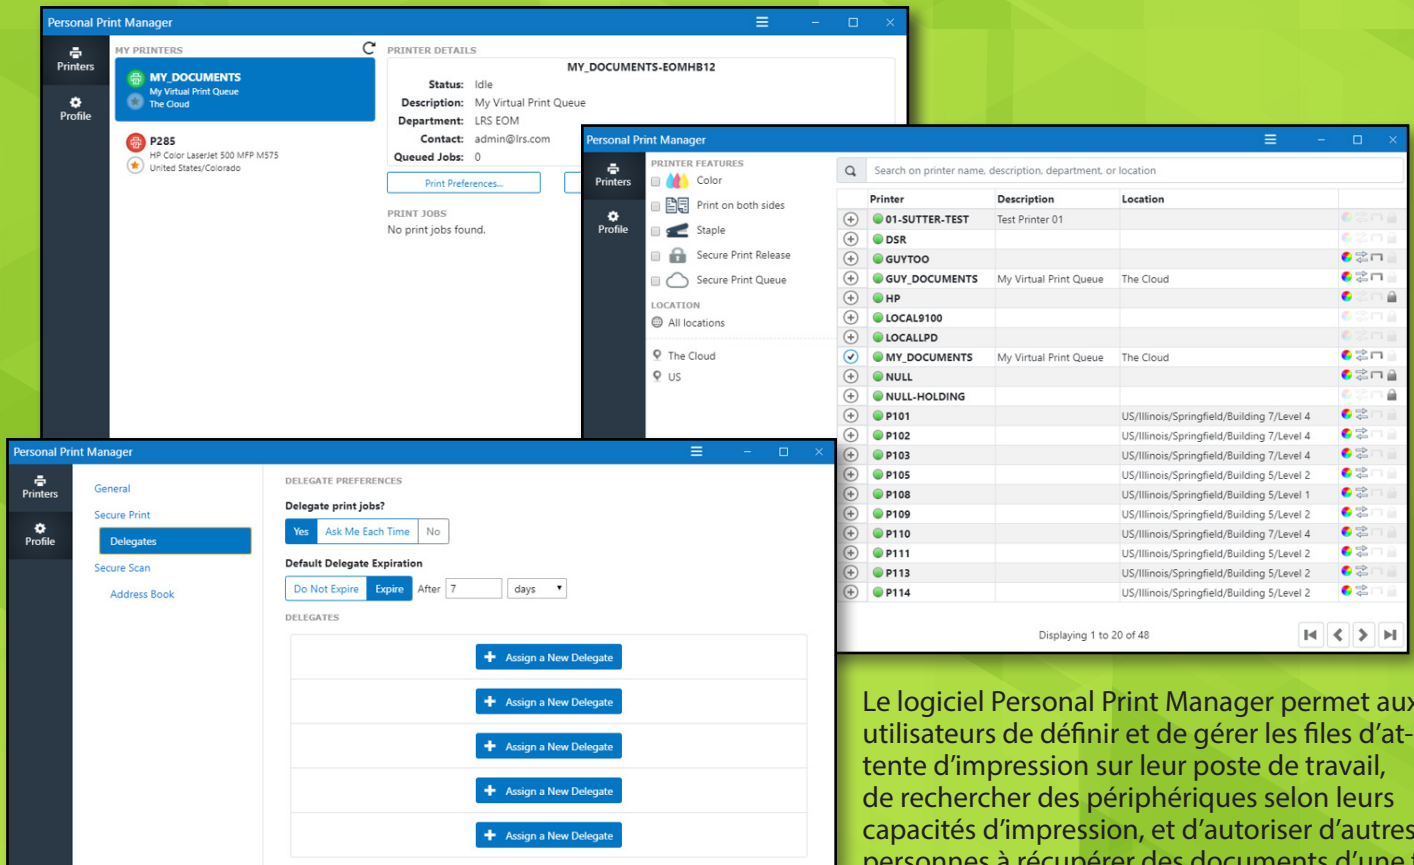 Personal Print Manager
Printers
Profile
MY PRINTERS
MY_DOCUMENTS
My Virtual Print Queue
The Cloud
P285
HP Color LaserJet 500 MFP M575
United States/Colorado
PRINTER DETAILS
MY_DOCUMENTS-EOMHB12
Status: Idle
Description: My Virtual Print Queue
Department: LRS EOM
Contact: admin@lrs.com
Queued Jobs: 0
Print Preferences...
PRINT JOBS
No print jobs found.
Personal Print Manager
Printers
Profile
PRINTER FEATURES
Color
Print on both sides
Staple
Secure Print Release
Secure Print Queue
LOCATION
All locations
The Cloud
US
Search on printer name, description, department, or location
Printer Description Location
01-SUTTER-TEST Test Printer 01
DSR
GUYTOO
GUY_DOCUMENTS My Virtual Print Queue The Cloud
HP
LOCAL9100
LOCALLPD
MY_DOCUMENTS My Virtual Print Queue The Cloud
NULL
NULL-HOLDING
P101 US/Illinois/Springfield/Building 7/Level 4
P102 US/Illinois/Springfield/Building 7/Level 4
P103 US/Illinois/Springfield/Building 7/Level 4
P105 US/Illinois/Springfield/Building 5/Level 2
P108 US/Illinois/Springfield/Building 5/Level 1
P109 US/Illinois/Springfield/Building 5/Level 2
P110 US/Illinois/Springfield/Building 7/Level 4
P111 US/Illinois/Springfield/Building 5/Level 2
P113 US/Illinois/Springfield/Building 5/Level 2
P114 US/Illinois/Springfield/Building 5/Level 2
Displaying 1 to 20 of 48
Personal Print Manager
Printers
Profile
General
Secure Print
Delegates
Secure Scan
Address Book
DELEGATE PREFERENCES
Delegate print jobs?
Yes Ask Me Each Time No
Default Delegate Expiration
Do Not Expire Expire After 7 days
DELEGATES
Assign a New Delegate
Assign a New Delegate
Assign a New Delegate
Assign a New Delegate
Assign a New Delegate
Le logiciel Personal Print Manager permet aux
utilisateurs de définir et de gérer les files d'at-
tente d'impression sur leur poste de travail,
de rechercher des périphériques selon leurs
capacités d'impression, et d'autoriser d'autres
personnes à récupérer des documents d'une